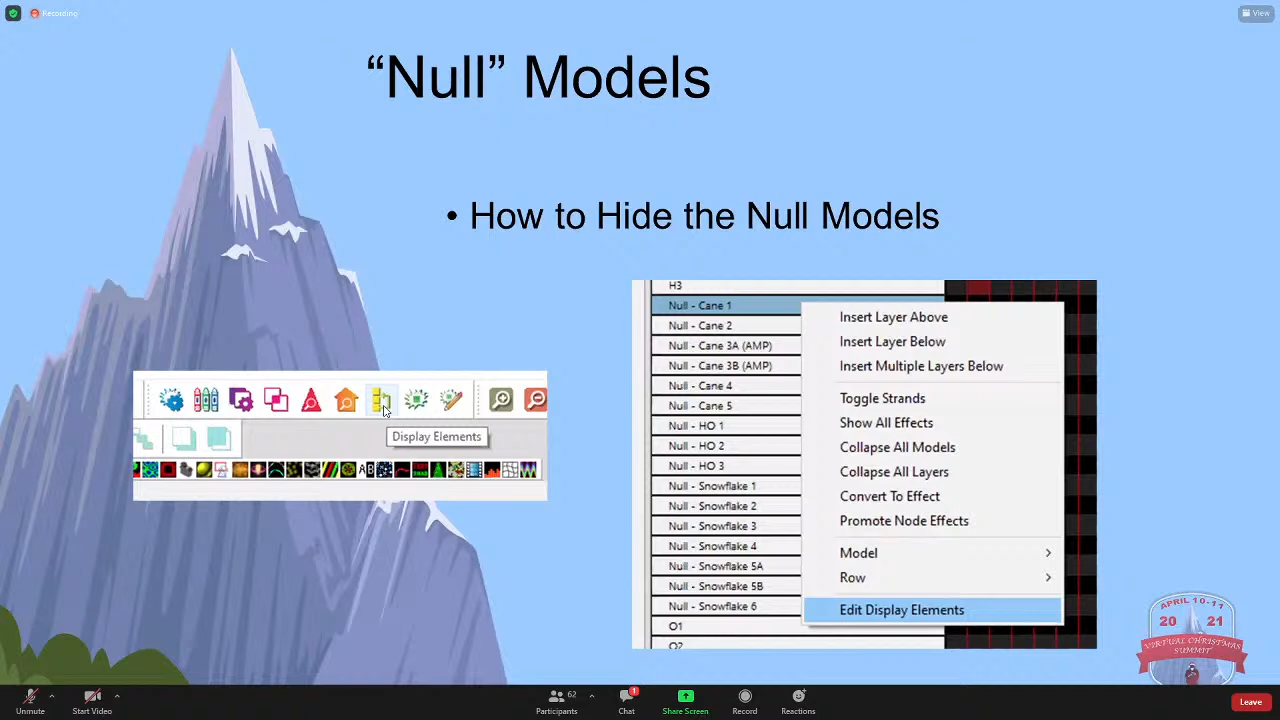 Recording
View
“Null” Models
• How to Hide the Null Models
H3
Null - Cane 1
Null - Cane 2
Null - Cane 3A (AMP)
Null - Cane 3B (AMP)
Null - Cane 4
Null - Cane 5
Null - HO 1
Null - HO 2
Null - HO 3
Null - Snowflake 1
Null - Snowflake 2
Null - Snowflake 3
Null - Snowflake 4
Null - Snowflake 5A
Null - Snowflake 5B
Null - Snowflake 6
O1
O2
Insert Layer Above
Insert Layer Below
Insert Multiple Layers Below
Toggle Strands
Show All Effects
Collapse All Models
Collapse All Layers
Convert To Effect
Promote Node Effects
Model
Row
Edit Display Elements
Display Elements
AB
APRIL 10-11
20 21
VIRTUAL CHRISTMAS
SUMMIT
Unmute
Start Video
62
Participants
1
Chat
Share Screen
Record
Reactions
Leave